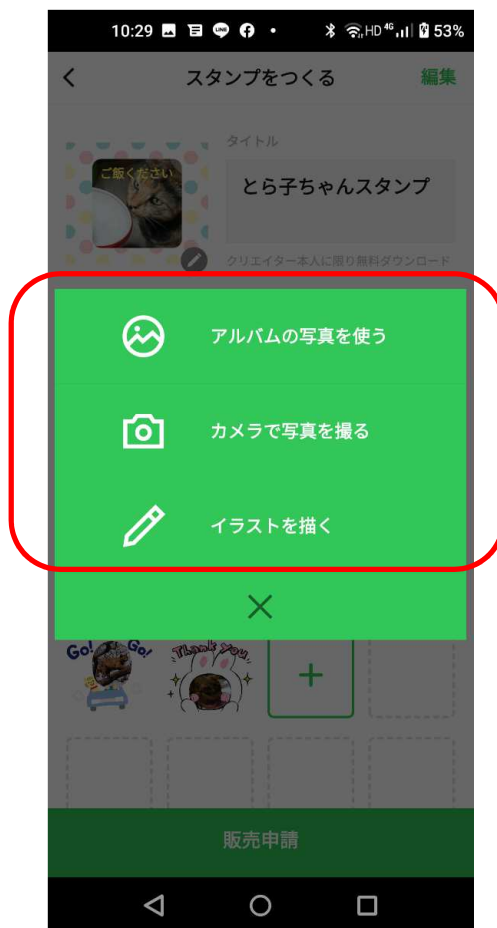 10:29 HD 4G 53%
スタンプをつくる 編集
タイトル
ご飯ください
とら子ちゃんスタンプ
クリエイター本人に限り無料ダウンロード
アルバムの写真を使う
カメラで写真を撮る
イラストを描く
Go! Go!
Thank you
販売申請